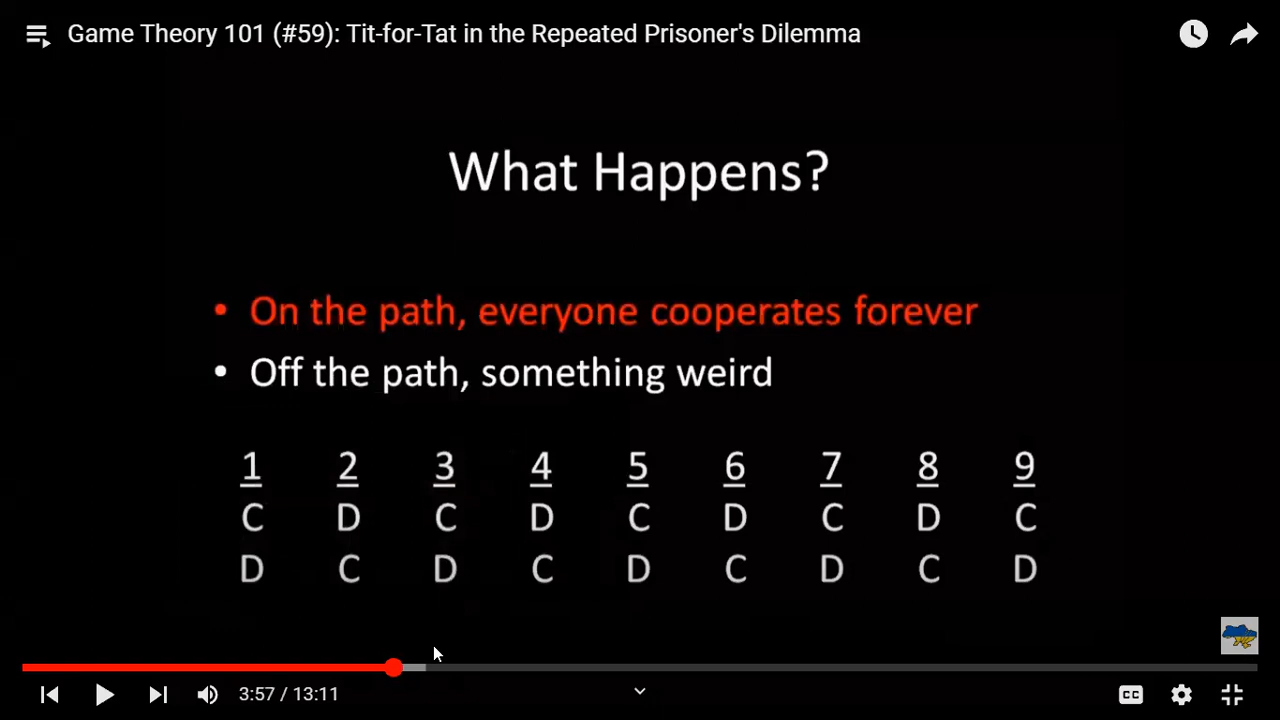 Game Theory 101 (#59): Tit-for-Tat in the Repeated Prisoner's Dilemma
What Happens?
• On the path, everyone cooperates forever
• Off the path, something weird
1 2 3 4 5 6 7 8 9
C D C D C D C D C
D C D C D C D C D
3:57 / 13:11
CC